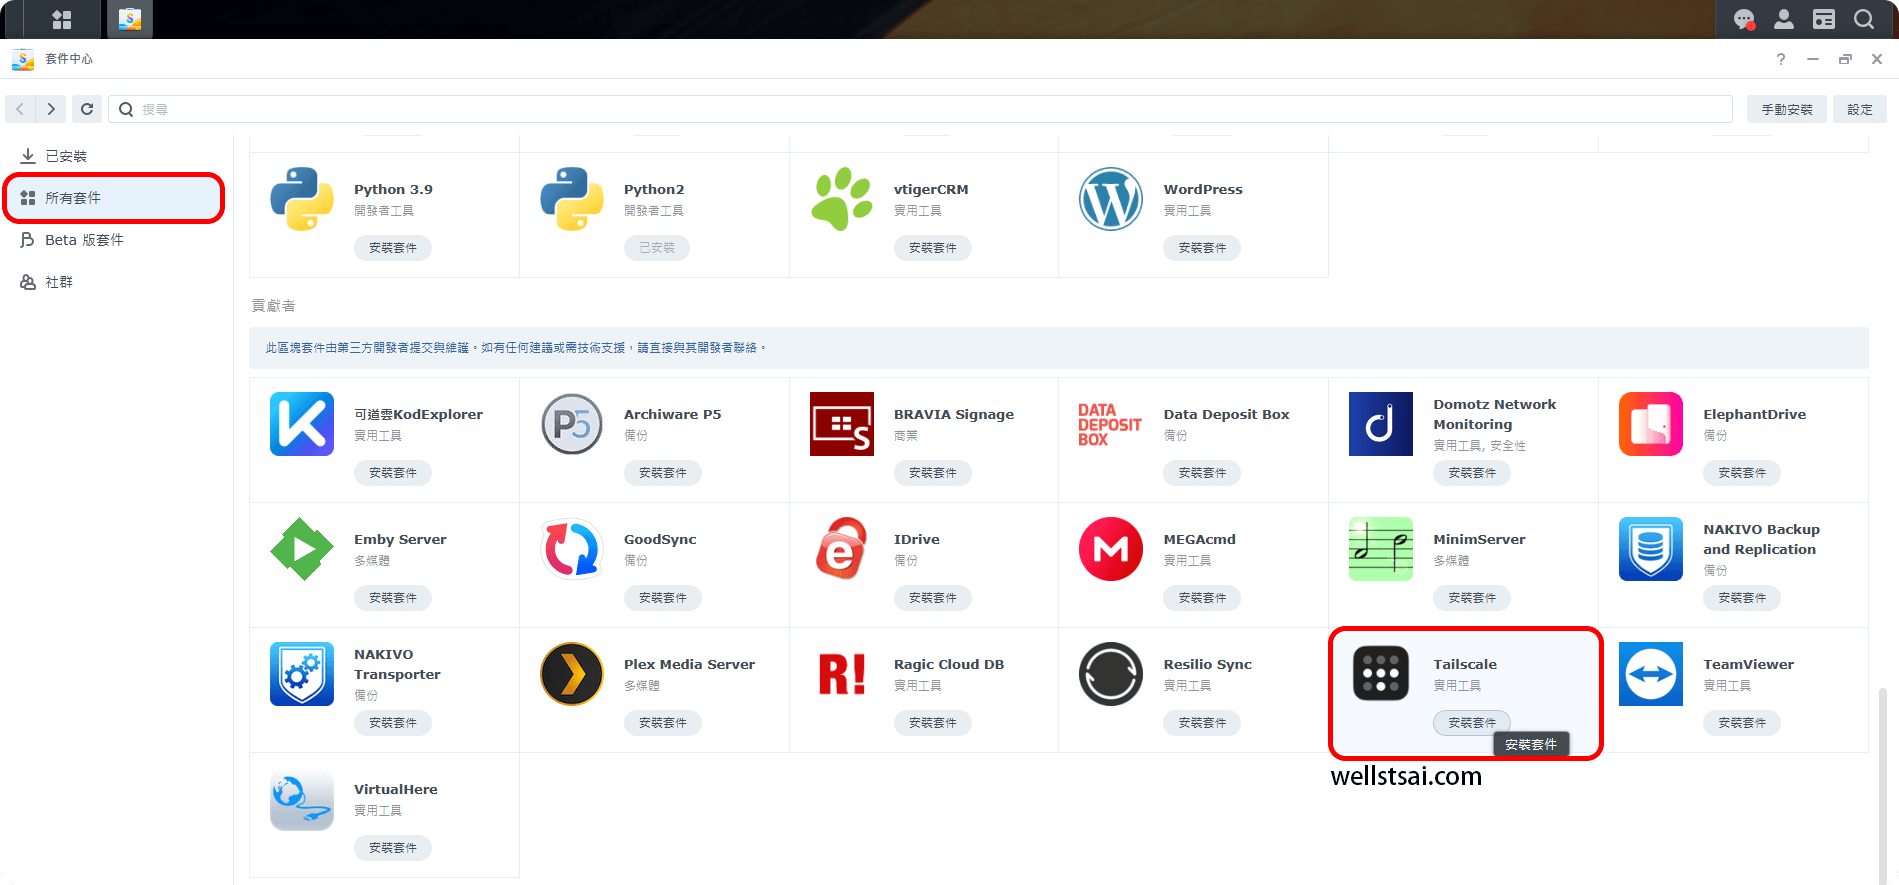 套件中心
搜尋
手動安裝
設定
已安裝
所有套件
Beta 版套件
社群
Python 3.9
開發者工具
安裝套件
Python2
開發者工具
已安裝
vtigerCRM
實用工具
安裝套件
WordPress
實用工具
安裝套件
貢獻者
此區塊套件由第三方開發者提交與維護。如有任何建議或需技術支援，請直接與其開發者聯絡。
可道雲KodExplorer
實用工具
安裝套件
P5
Archiware P5
備份
安裝套件
S
BRAVIA Signage
商業
安裝套件
DATA
DEPOSIT
BOX
Data Deposit Box
備份
安裝套件
Domotz Network
Monitoring
實用工具, 安全性
安裝套件
ElephantDrive
備份
安裝套件
Emby Server
多媒體
安裝套件
GoodSync
備份
安裝套件
e
IDrive
備份
安裝套件
M
MEGAcmd
實用工具
安裝套件
MinimServer
多媒體
安裝套件
NAKIVO Backup
and Replication
備份
安裝套件
NAKIVO
Transporter
備份
安裝套件
Plex Media Server
多媒體
安裝套件
R!
Ragic Cloud DB
實用工具
安裝套件
Resilio Sync
實用工具
安裝套件
Tailscale
實用工具
安裝套件
安裝套件
TeamViewer
實用工具
安裝套件
wellstsai.com
VirtualHere
實用工具
安裝套件